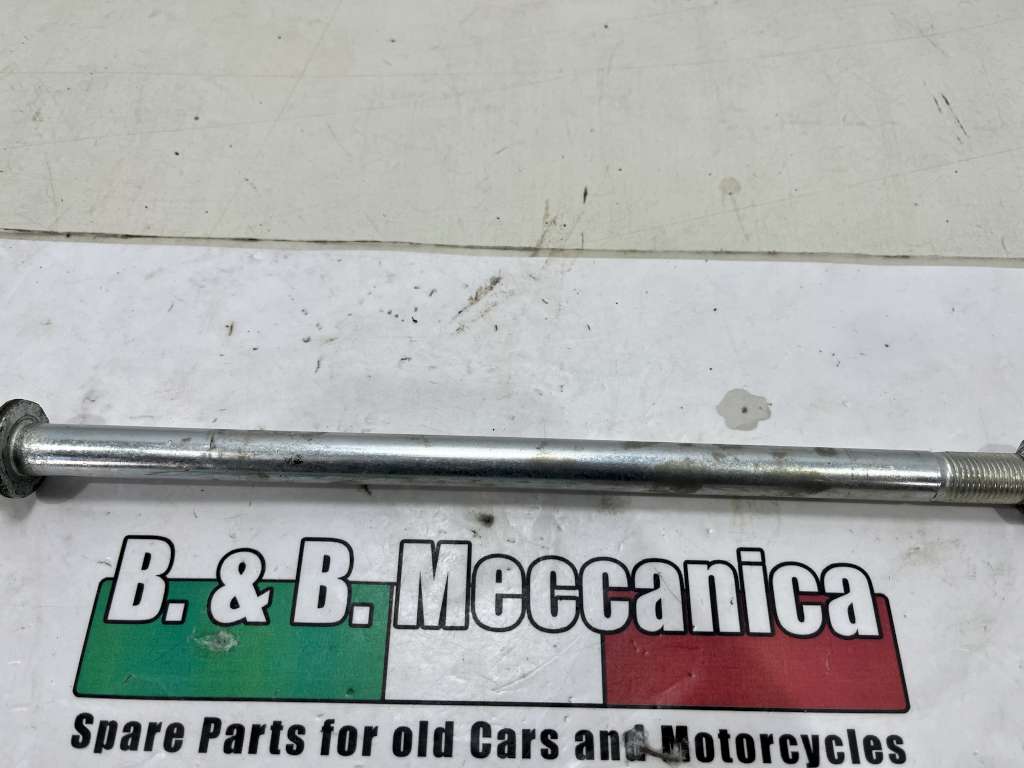 B. & B. Meccanica
Spare Parts for old Cars and Motorcycles